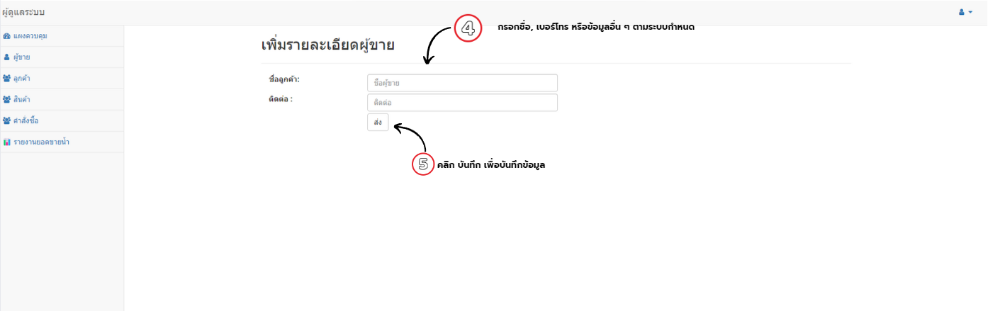 ผู้ดูแลระบบ
แผงควบคุม
ผู้ขาย
ลูกค้า
สินค้า
คำสั่งซื้อ
รายงานยอดขายน้ำ
4 กรอกชื่อ, เบอร์โทร หรือข้อมูลอื่น ๆ ตามระบบกำหนด
เพิ่มรายละเอียดผู้ขาย
ชื่อลูกค้า: ชื่อผู้ขาย
ติดต่อ : ติดต่อ
ส่ง
5 คลิก บันทึก เพื่อบันทึกข้อมูล